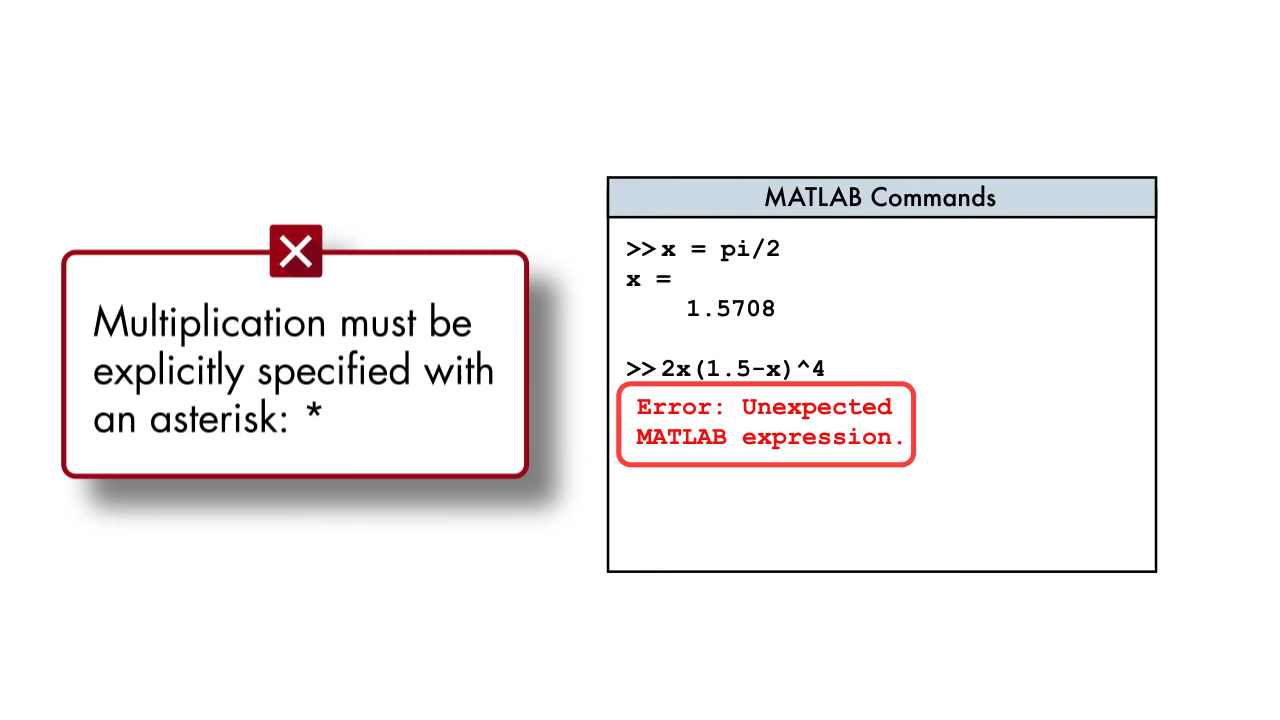 Multiplication must be
explicitly specified with
an asterisk: *
MATLAB Commands
>>x = pi/2
x =
1.5708
>>2x(1.5-x)^4
Error: Unexpected
MATLAB expression.